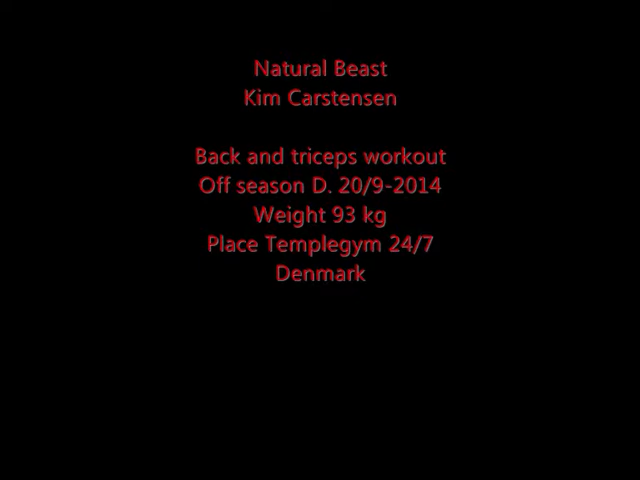 Natural Beast
Kim Carstensen
Back and triceps workout
Off season D. 20/9-2014
Weight 93 kg
Place Templegym 24/7
Denmark